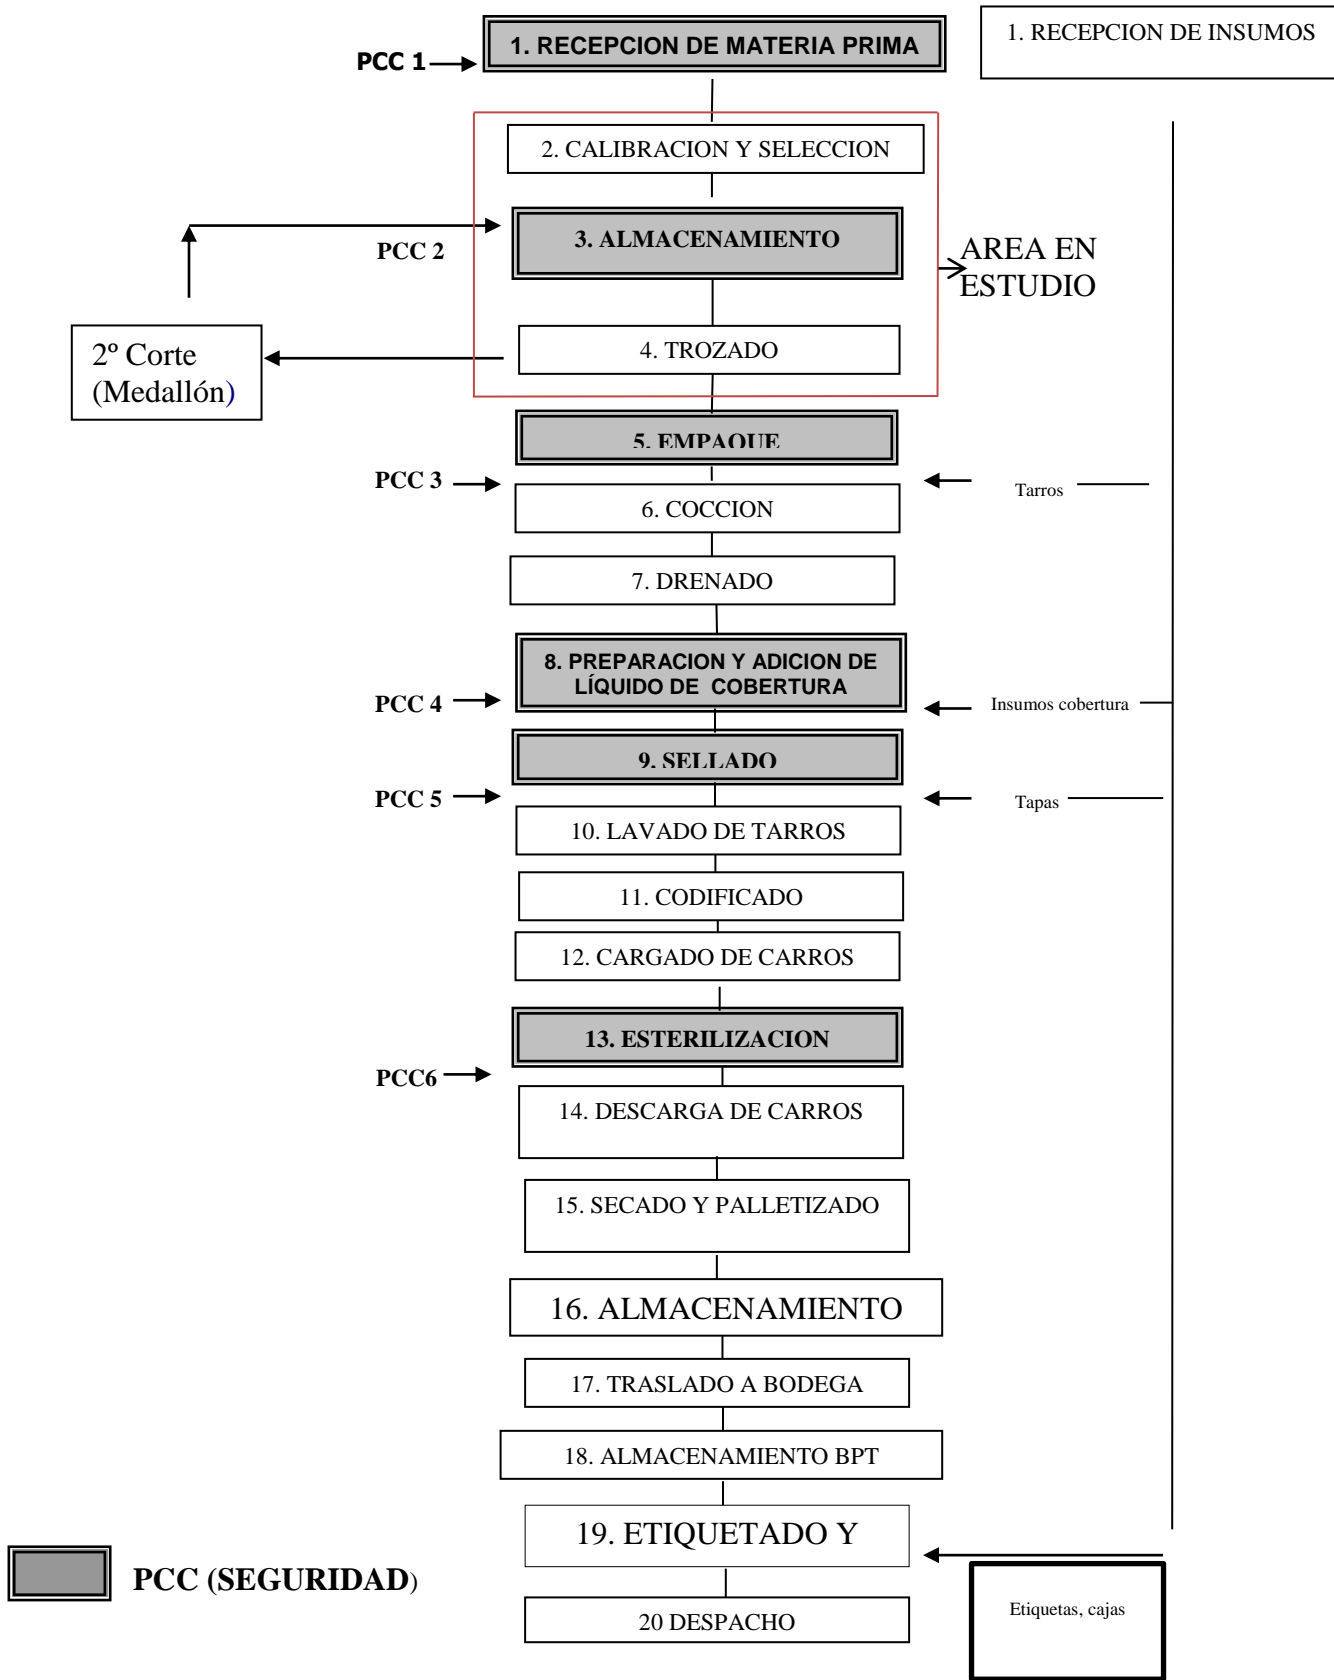 1. RECEPCION DE MATERIA PRIMA
1. RECEPCION DE INSUMOS
PCC 1
2. CALIBRACION Y SELECCION
3. ALMACENAMIENTO
PCC 2
AREA EN
ESTUDIO
2º Corte
(Medallón)
4. TROZADO
5. EMPAQUE
PCC 3
Tarros
6. COCCION
7. DRENADO
8. PREPARACION Y ADICION DE
LÍQUIDO DE COBERTURA
PCC 4
Insumos cobertura
9. SELLADO
PCC 5
Tapas
10. LAVADO DE TARROS
11. CODIFICADO
12. CARGADO DE CARROS
13. ESTERILIZACION
PCC6
14. DESCARGA DE CARROS
15. SECADO Y PALLETIZADO
16. ALMACENAMIENTO
17. TRASLADO A BODEGA
18. ALMACENAMIENTO BPT
19. ETIQUETADO Y
PCC (SEGURIDAD)
Etiquetas, cajas
20 DESPACHO